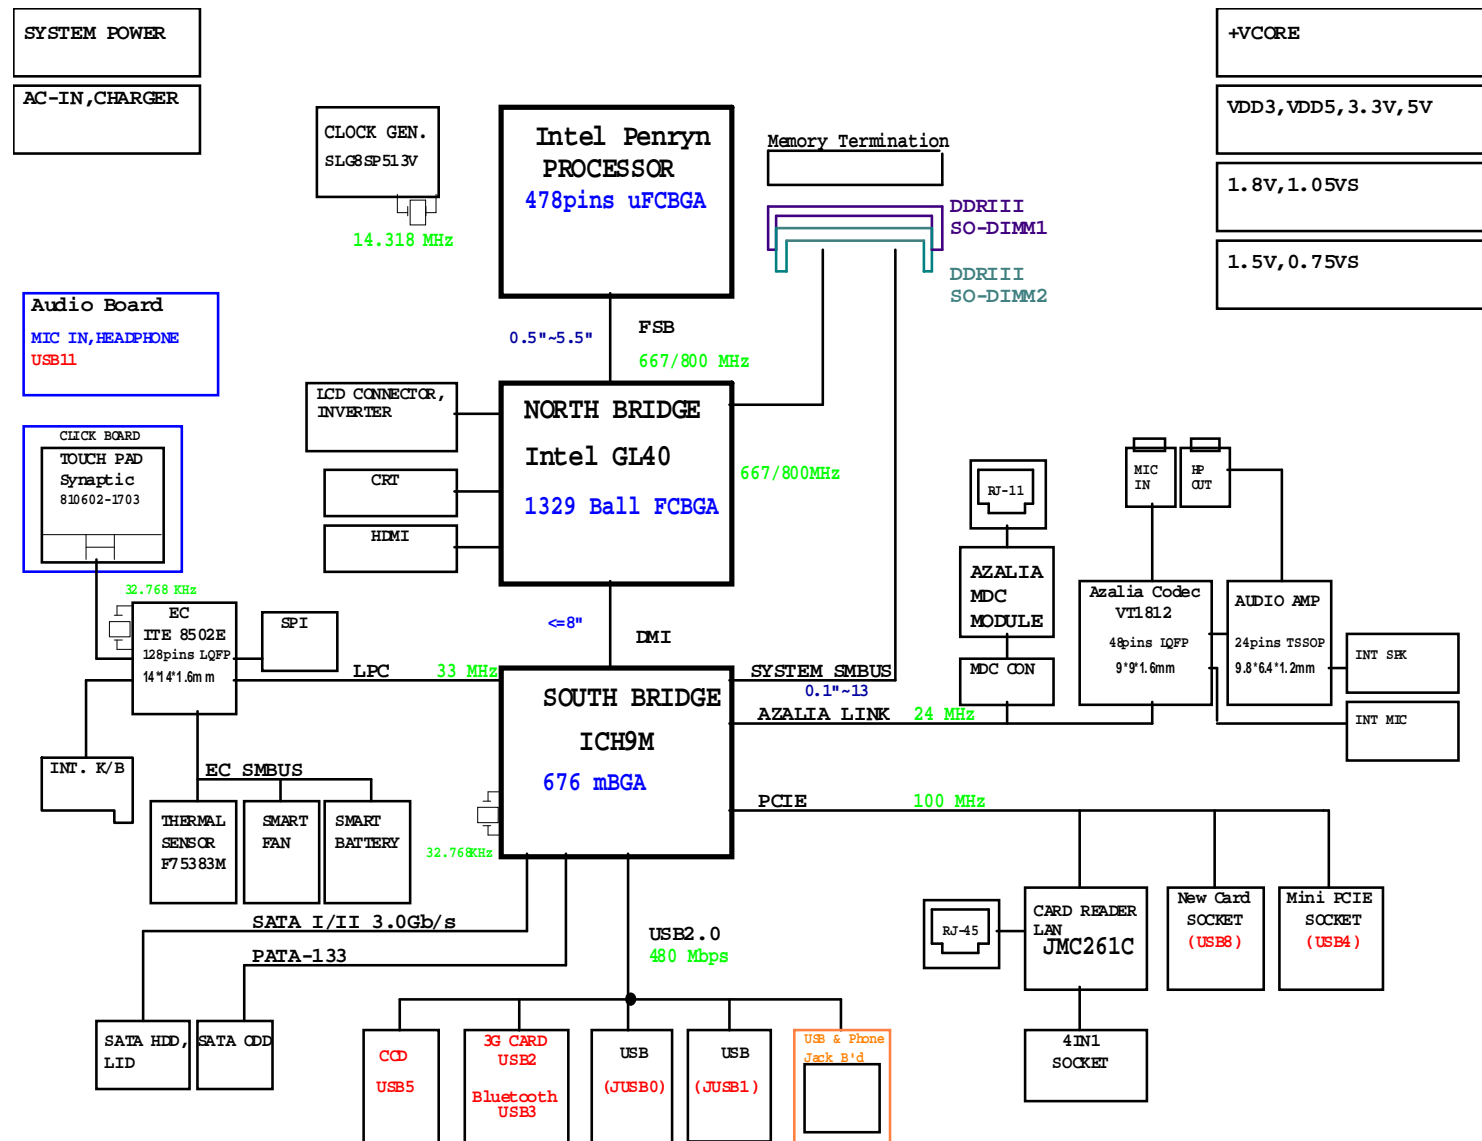 SYSTEM POWER
AC-IN,CHARGER
+VCORE
VDD3,VDD5,3.3V,5V
1.8V,1.05VS
1.5V,0.75VS
CLOCK GEN.
SLG8SP513V
14.318 MHz
Intel Penryn
PROCESSOR
478pins uFCBGA
Memory Termination
DDRIII
SO-DIMM1
DDRIII
SO-DIMM2
Audio Board
MIC IN,HEADPHONE
USB11
0.5"~5.5"
FSB
667/800 MHz
LCD CONNECTOR,
INVERTER
CRT
HDMI
NORTH BRIDGE
Intel GL40
1329 Ball FCBGA
667/800MHz
CLICK BOARD
TOUCH PAD
Synaptic
810602-1703
32.768 KHz
EC
ITE 8502E
128pins LQFP
14*14*1.6mm
SPI
<=8"
DMI
LPC
33 MHz
RJ-11
AZALIA
MDC
MODULE
MDC CON
MIC
IN
HP
OUT
Azalia Codec
VT1812
48pins LQFP
9*9*1.6mm
AUDIO AMP
24pins TSSOP
9.8*6.4*1.2mm
INT SPK
INT MIC
SOUTH BRIDGE
ICH9M
676 mBGA
SYSTEM SMBUS
0.1"~13
AZALIA LINK
24 MHz
INT. K/B
EC SMBUS
THERMAL
SENSOR
F75383M
SMART
FAN
SMART
BATTERY
32.768KHz
PCIE
100 MHz
SATA I/II 3.0Gb/s
PATA-133
USB2.0
480 Mbps
RJ-45
CARD READER
LAN
JMC261C
New Card
SOCKET
(USB8)
Mini PCIE
SOCKET
(USB4)
SATA HDD,
LID
SATA ODD
CCD
USB5
3G CARD
USB2
Bluetooth
USB3
USB
(JUSB0)
USB
(JUSB1)
USB & Phone
Jack B'd
4IN1
SOCKET